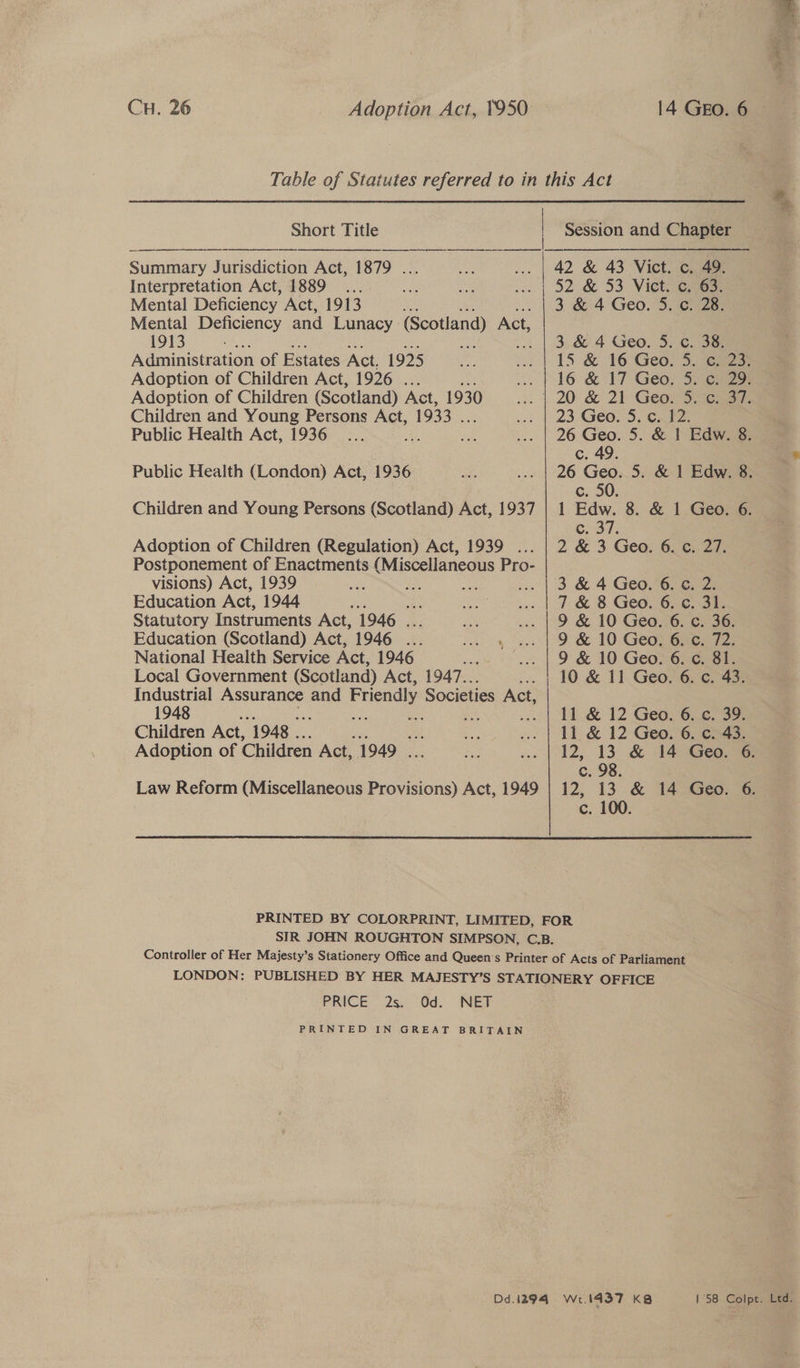 CH. 26 Adoption Act, 1950 14 GEO. 6
Table of Statutes referred to in this Act
Short Title Session and Chapter
Summary Jurisdiction Act, 1879 ... ... ... 42 & 43 Vict. c. 49.
Interpretation Act, 1889 ... ... ... ... 52 & 53 Vict. c. 63.
Mental Deficiency Act, 1913 ... ... ... 3 & 4 Geo. 5. c. 28.
Mental Deficiency and Lunacy (Scotland) Act,
1913 ... ... ... ... ... ... 3 & 4 Geo. 5. c. 38.
Administration of Estates Act, 1925 ... ... 15 & 16 Geo. 5. c. 23.
Adoption of Children Act, 1926 ... ... ... 16 & 17 Geo. 5. c. 29.
Adoption of Children (Scotland) Act, 1930 ... 20 & 21 Geo. 5. c. 37.
Children and Young Persons Act, 1933 ... ... 23 Geo. 5. c. 12.
Public Health Act, 1936 ... ... ... ... 26 Geo. 5. & 1 Edw. 8.
c. 49.
Public Health (London) Act, 1936 ... ... 26 Geo. 5. & 1 Edw. 8.
c. 50.
Children and Young Persons (Scotland) Act, 1937 1 Edw. 8. & 1 Geo. 6.
c. 37.
Adoption of Children (Regulation) Act, 1939 ... 2 & 3 Geo. 6. c. 27.
Postponement of Enactments (Miscellaneous Pro-
visions) Act, 1939 ... ... ... ... 3 & 4 Geo. 6. c. 2.
Education Act, 1944 ... ... ... ... 7 & 8 Geo. 6. c. 31.
Statutory Instruments Act, 1946 ... ... ... 9 & 10 Geo. 6. c. 36.
Education (Scotland) Act, 1946 ... ... ... 9 & 10 Geo. 6. c. 72.
National Health Service Act, 1946 ... ... 9 & 10 Geo. 6. c. 81.
Local Government (Scotland) Act, 1947... ... 10 & 11 Geo. 6. c. 43.
Industrial Assurance and Friendly Societies Act,
1948 ... ... ... ... ... ... 11 & 12 Geo. 6. c. 39.
Children Act, 1948 ... ... ... ... ... 11 & 12 Geo. 6. c. 43.
Adoption of Children Act, 1949 ... ... ... 12, 13 & 14 Geo. 6.
c. 98.
Law Reform (Miscellaneous Provisions) Act, 1949 12, 13 & 14 Geo. 6.
c. 100.
PRINTED BY COLORPRINT, LIMITED, FOR
SIR JOHN ROUGHTON SIMPSON, C.B.
Controller of Her Majesty's Stationery Office and Queen's Printer of Acts of Parliament
LONDON: PUBLISHED BY HER MAJESTY'S STATIONERY OFFICE
PRICE 2s. 0d. NET
PRINTED IN GREAT BRITAIN
Dd.1294 Wt.1437 K8 1/58 Colpt. Ltd.